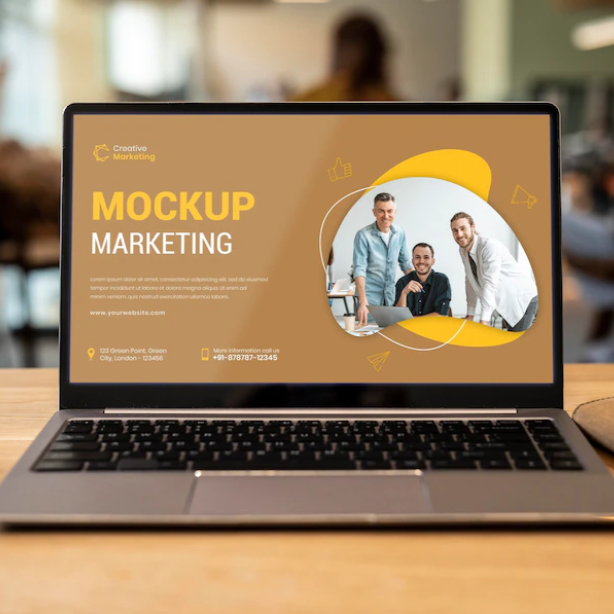 Creative
Marketing
MOCKUP
MARKETING
Lorem ipsum dolor sit amet, consectetur adipiscing elit, sed do eiusmod
tempor incididunt ut labore et dolore magna aliqua. Ut enim ad
minim veniam, quis nostrud exercitation ullamco laboris.
www.yourwebsite.com
123 Green Point, Green
City, London - 123456
More information call us
+91-878787-12345